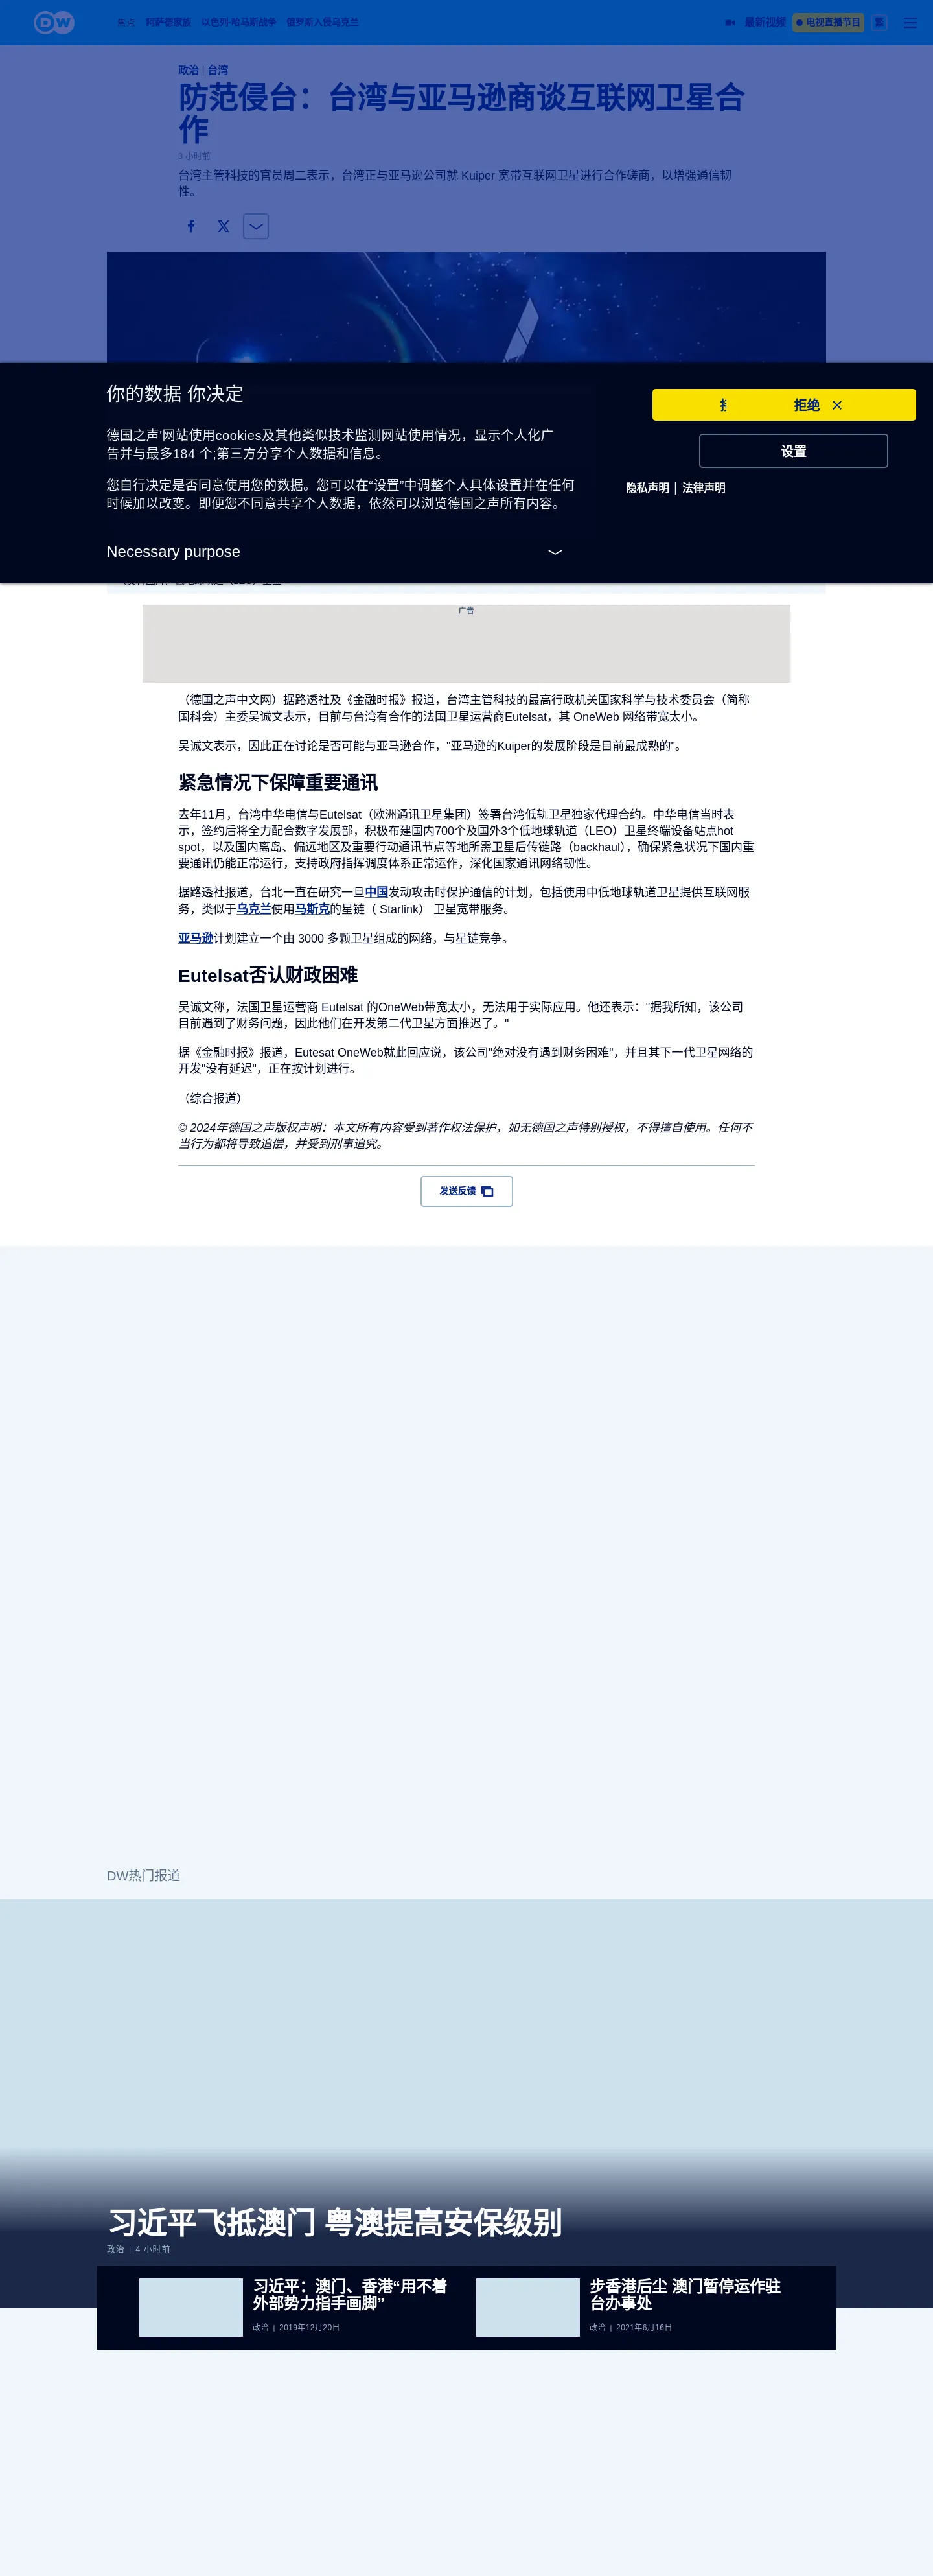 DW
焦点 阿萨德家族 以色列-哈马斯战争 俄罗斯入侵乌克兰
最新视频 电视直播节目 繁
政治 | 台湾
防范侵台：台湾与亚马逊商谈互联网卫星合
作
3 小时前
台湾主管科技的官员周二表示，台湾正与亚马逊公司就 Kuiper 宽带互联网卫星进行合作磋商，以增强通信韧
性。
你的数据 你决定
德国之声'网站使用cookies及其他类似技术监测网站使用情况，显示个人化广
告并与最多184 个;第三方分享个人数据和信息。
您自行决定是否同意使用您的数据。您可以在“设置”中调整个人具体设置并在任何
时候加以改变。即便您不同意共享个人数据，依然可以浏览德国之声所有内容。
Necessary purpose
拒绝
设置
隐私声明 | 法律声明
广告
（德国之声中文网）据路透社及《金融时报》报道，台湾主管科技的最高行政机关国家科学与技术委员会（简称
国科会）主委吴诚文表示，目前与台湾有合作的法国卫星运营商Eutelsat，其 OneWeb 网络带宽太小。
吴诚文表示，因此正在讨论是否可能与亚马逊合作，"亚马逊的Kuiper的发展阶段是目前最成熟的"。
紧急情况下保障重要通讯
去年11月，台湾中华电信与Eutelsat（欧洲通讯卫星集团）签署台湾低轨卫星独家代理合约。中华电信当时表
示，签约后将全力配合数字发展部，积极布建国内700个及国外3个低地球轨道（LEO）卫星终端设备站点hot
spot，以及国内离岛、偏远地区及重要行动通讯节点等地所需卫星后传链路（backhaul），确保紧急状况下国内重
要通讯仍能正常运行，支持政府指挥调度体系正常运作，深化国家通讯网络韧性。
据路透社报道，台北一直在研究一旦中国发动攻击时保护通信的计划，包括使用中低地球轨道卫星提供互联网服
务，类似于乌克兰使用马斯克的星链（ Starlink） 卫星宽带服务。
亚马逊计划建立一个由 3000 多颗卫星组成的网络，与星链竞争。
Eutelsat否认财政困难
吴诚文称，法国卫星运营商 Eutelsat 的OneWeb带宽太小，无法用于实际应用。他还表示："据我所知，该公司
目前遇到了财务问题，因此他们在开发第二代卫星方面推迟了。"
据《金融时报》报道，Eutesat OneWeb就此回应说，该公司"绝对没有遇到财务困难"，并且其下一代卫星网络的
开发"没有延迟"，正在按计划进行。
（综合报道）
© 2024年德国之声版权声明：本文所有内容受到著作权法保护，如无德国之声特别授权，不得擅自使用。任何不
当行为都将导致追偿，并受到刑事追究。
发送反馈
DW热门报道
习近平飞抵澳门 粤澳提高安保级别
政治 | 4 小时前
习近平：澳门、香港“用不着
外部势力指手画脚”
政治 | 2019年12月20日
步香港后尘 澳门暂停运作驻
台办事处
政治 | 2021年6月16日